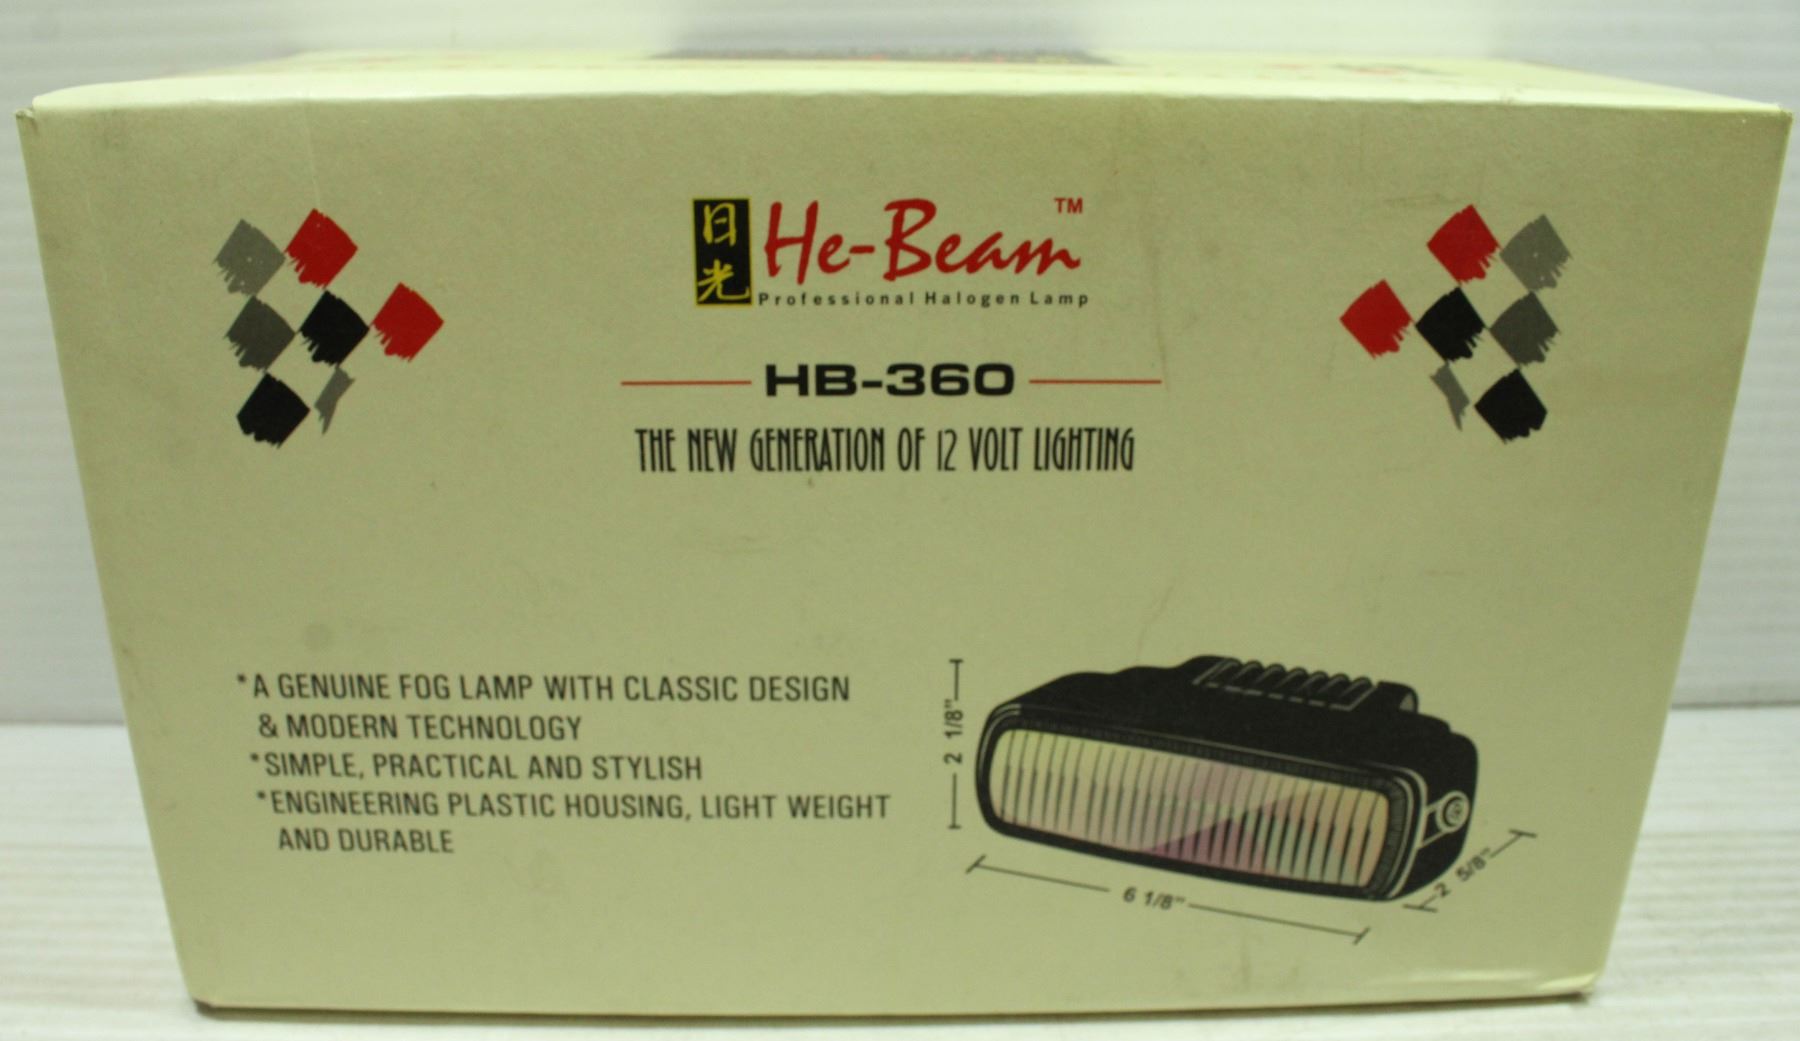 日光
He-Beam™
Professional Halogen Lamp
HB-360
THE NEW GENERATION OF 12 VOLT LIGHTING
*A GENUINE FOG LAMP WITH CLASSIC DESIGN
& MODERN TECHNOLOGY
*SIMPLE, PRACTICAL AND STYLISH
*ENGINEERING PLASTIC HOUSING, LIGHT WEIGHT
AND DURABLE
2 1/8"
6 1/8"
2 5/8"